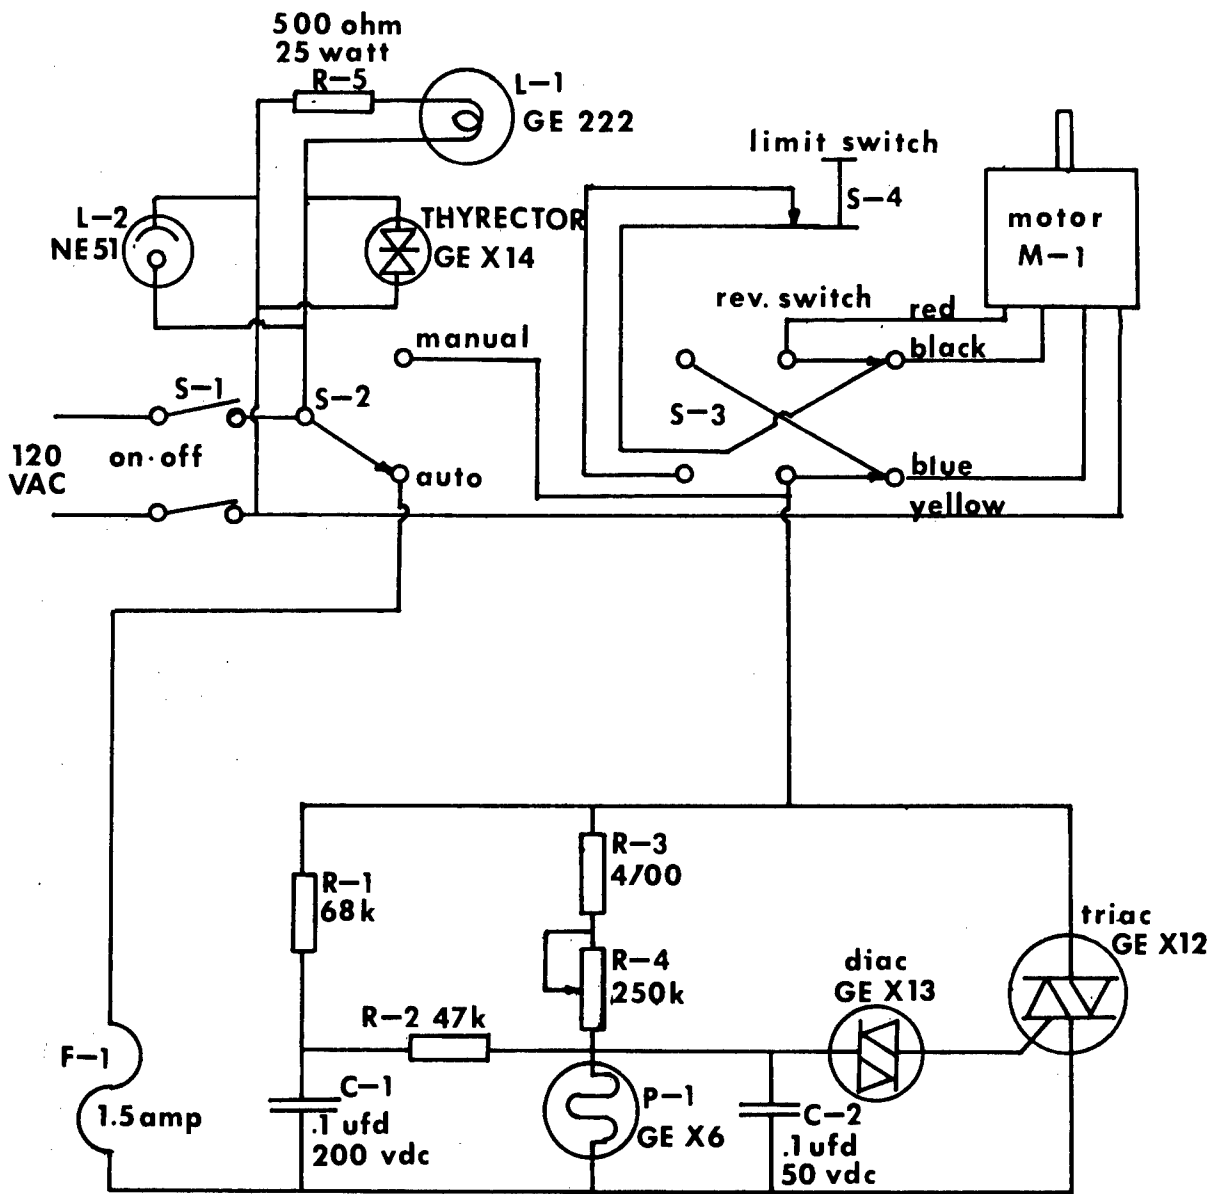 500 ohm
25 watt
R-5
L-1
GE 222
limit switch
S-4
L-2
NE51
THYRECTOR
GE X14
motor
M-1
rev. switch
red
manual
black
S-1
S-2
S-3
120
VAC
on·off
auto
blue
yellow
R-3
4700
R-1
68k
triac
GE X12
R-4
250k
diac
GE X13
R-2 47k
F-1
1.5 amp
C-1
.1 ufd
200 vdc
P-1
GE X6
C-2
.1 ufd
50 vdc